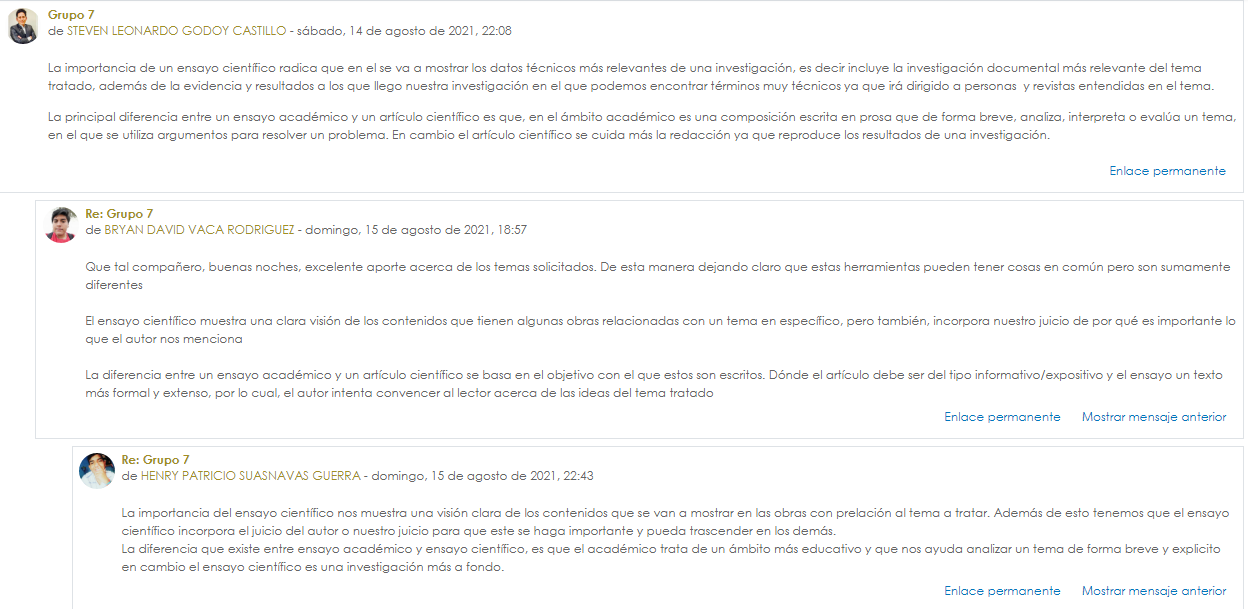 Grupo 7
de STEVEN LEONARDO GODOY CASTILLO - sábado, 14 de agosto de 2021, 22:08
La importancia de un ensayo científico radica que en el se va a mostrar los datos técnicos más relevantes de una investigación, es decir incluye la investigación documental más relevante del tema
tratado, además de la evidencia y resultados a los que llego nuestra investigación en el que podemos encontrar términos muy técnicos ya que irá dirigido a personas y revistas entendidas en el tema.
La principal diferencia entre un ensayo académico y un artículo científico es que, en el ámbito académico es una composición escrita en prosa que de forma breve, analiza, interpreta o evalúa un tema,
en el que se utiliza argumentos para resolver un problema. En cambio el artículo científico se cuida más la redacción ya que reproduce los resultados de una investigación.
Enlace permanente
Re: Grupo 7
de BRYAN DAVID VACA RODRIGUEZ - domingo, 15 de agosto de 2021, 18:57
Que tal compañero, buenas noches, excelente aporte acerca de los temas solicitados. De esta manera dejando claro que estas herramientas pueden tener cosas en común pero son sumamente
diferentes
El ensayo científico muestra una clara visión de los contenidos que tienen algunas obras relacionadas con un tema en específico, pero también, incorpora nuestro juicio de por qué es importante lo
que el autor nos menciona
La diferencia entre un ensayo académico y un artículo científico se basa en el objetivo con el que estos son escritos. Dónde el artículo debe ser del tipo informativo/expositivo y el ensayo un texto
más formal y extenso, por lo cual, el autor intenta convencer al lector acerca de las ideas del tema tratado
Enlace permanente Mostrar mensaje anterior
Re: Grupo 7
de HENRY PATRICIO SUASNAVAS GUERRA - domingo, 15 de agosto de 2021, 22:43
La importancia del ensayo científico nos muestra una visión clara de los contenidos que se van a mostrar en las obras con prelación al tema a tratar. Además de esto tenemos que el ensayo
científico incorpora el juicio del autor o nuestro juicio para que este se haga importante y pueda trascender en los demás.
La diferencia que existe entre ensayo académico y ensayo científico, es que el académico trata de un ámbito más educativo y que nos ayuda analizar un tema de forma breve y explicito
en cambio el ensayo científico es una investigación más a fondo.
Enlace permanente Mostrar mensaje anterior